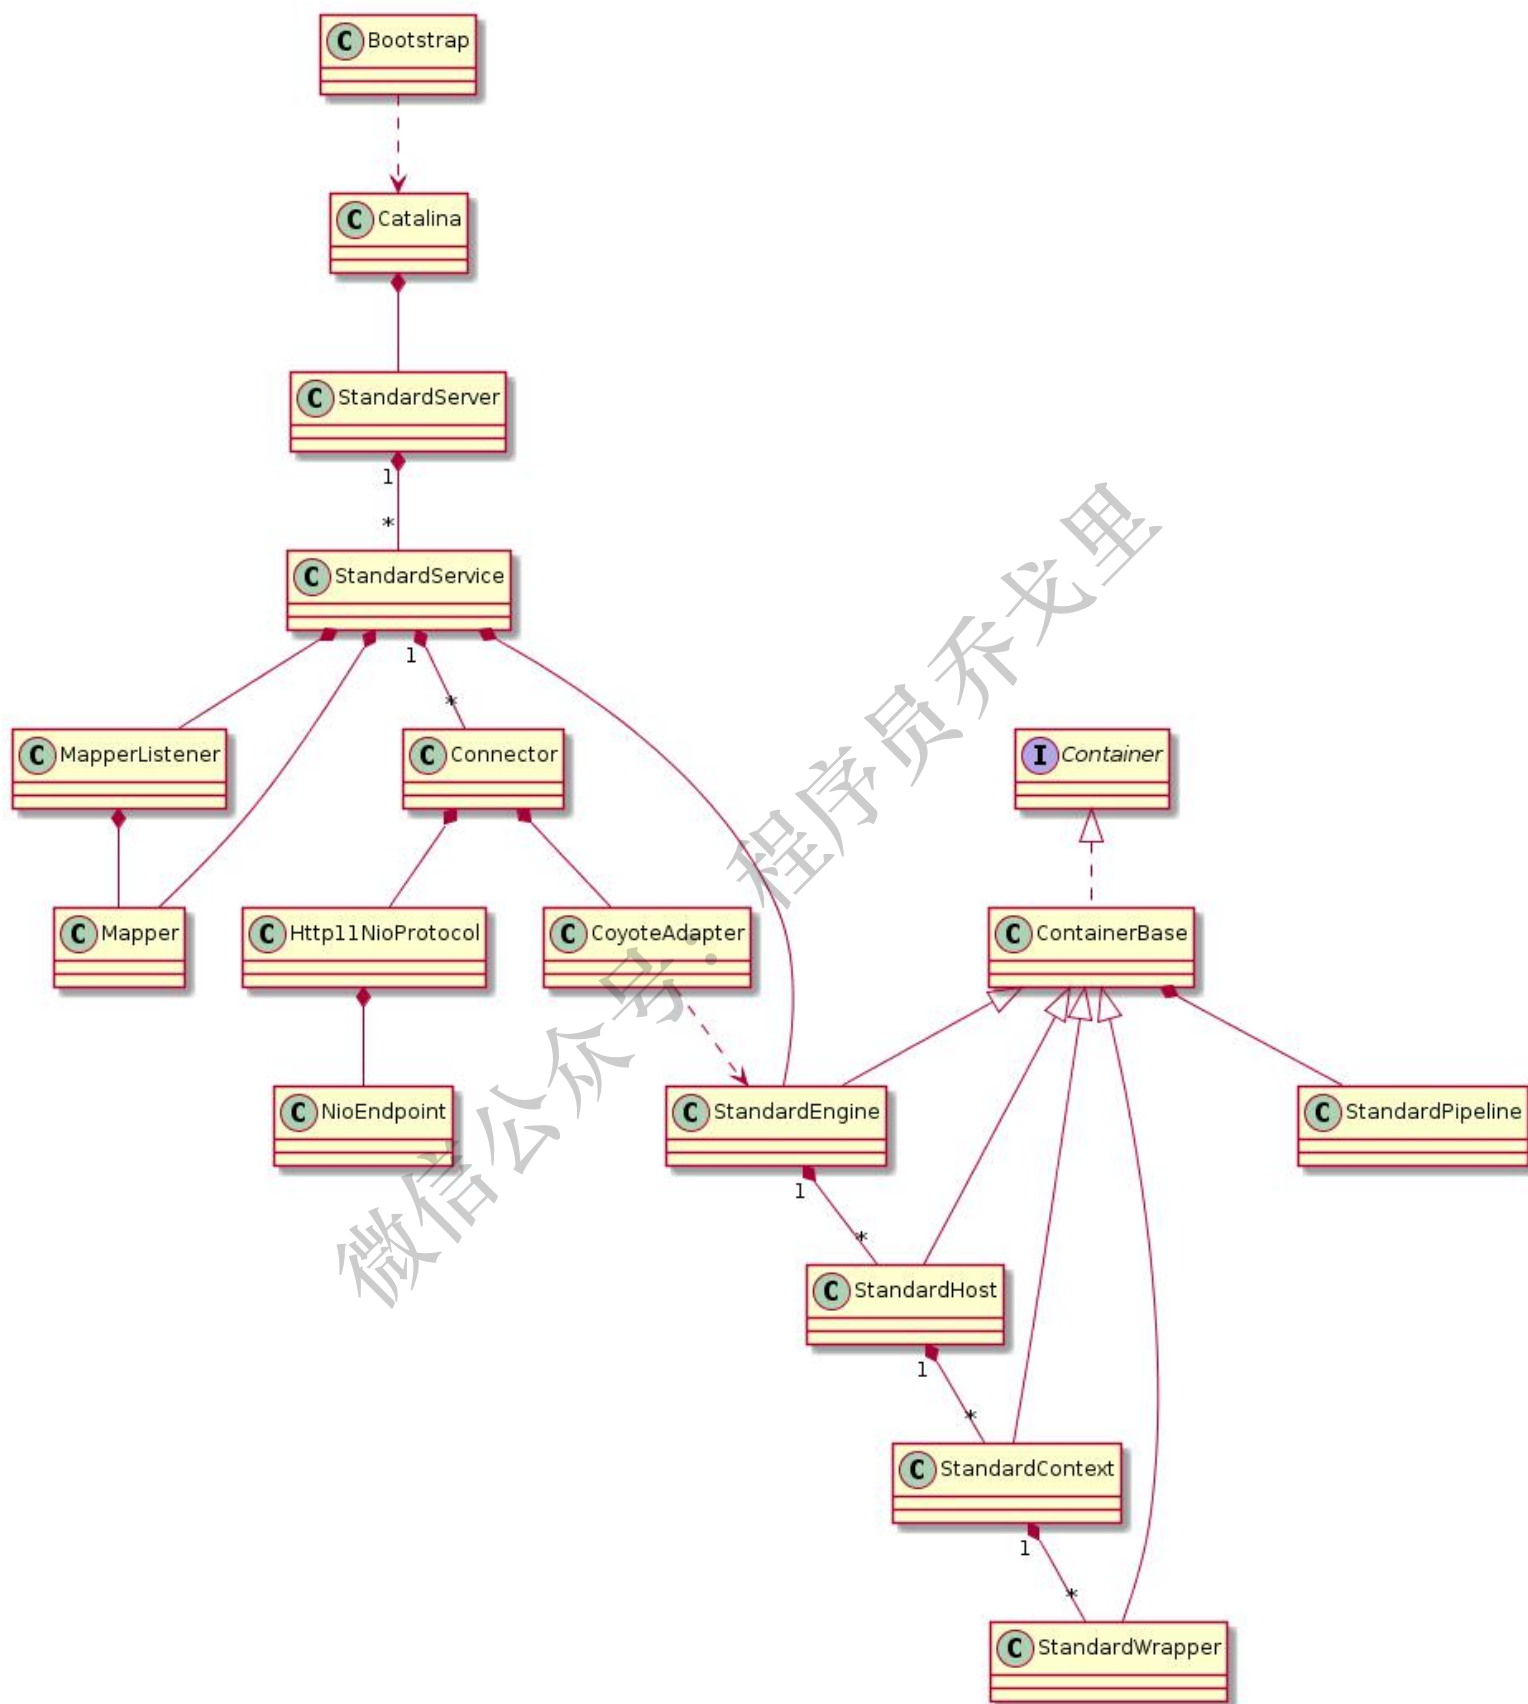 C Bootstrap
C Catalina
C StandardServer
1
*
C StandardService
1
*
C MapperListener
C Connector
I Container
C Mapper
C Http11NioProtocol
C CoyoteAdapter
C ContainerBase
C NioEndpoint
C StandardEngine
C StandardPipeline
1
*
C StandardHost
1
*
C StandardContext
1
*
C StandardWrapper
微信公众号：程序员乔戈里